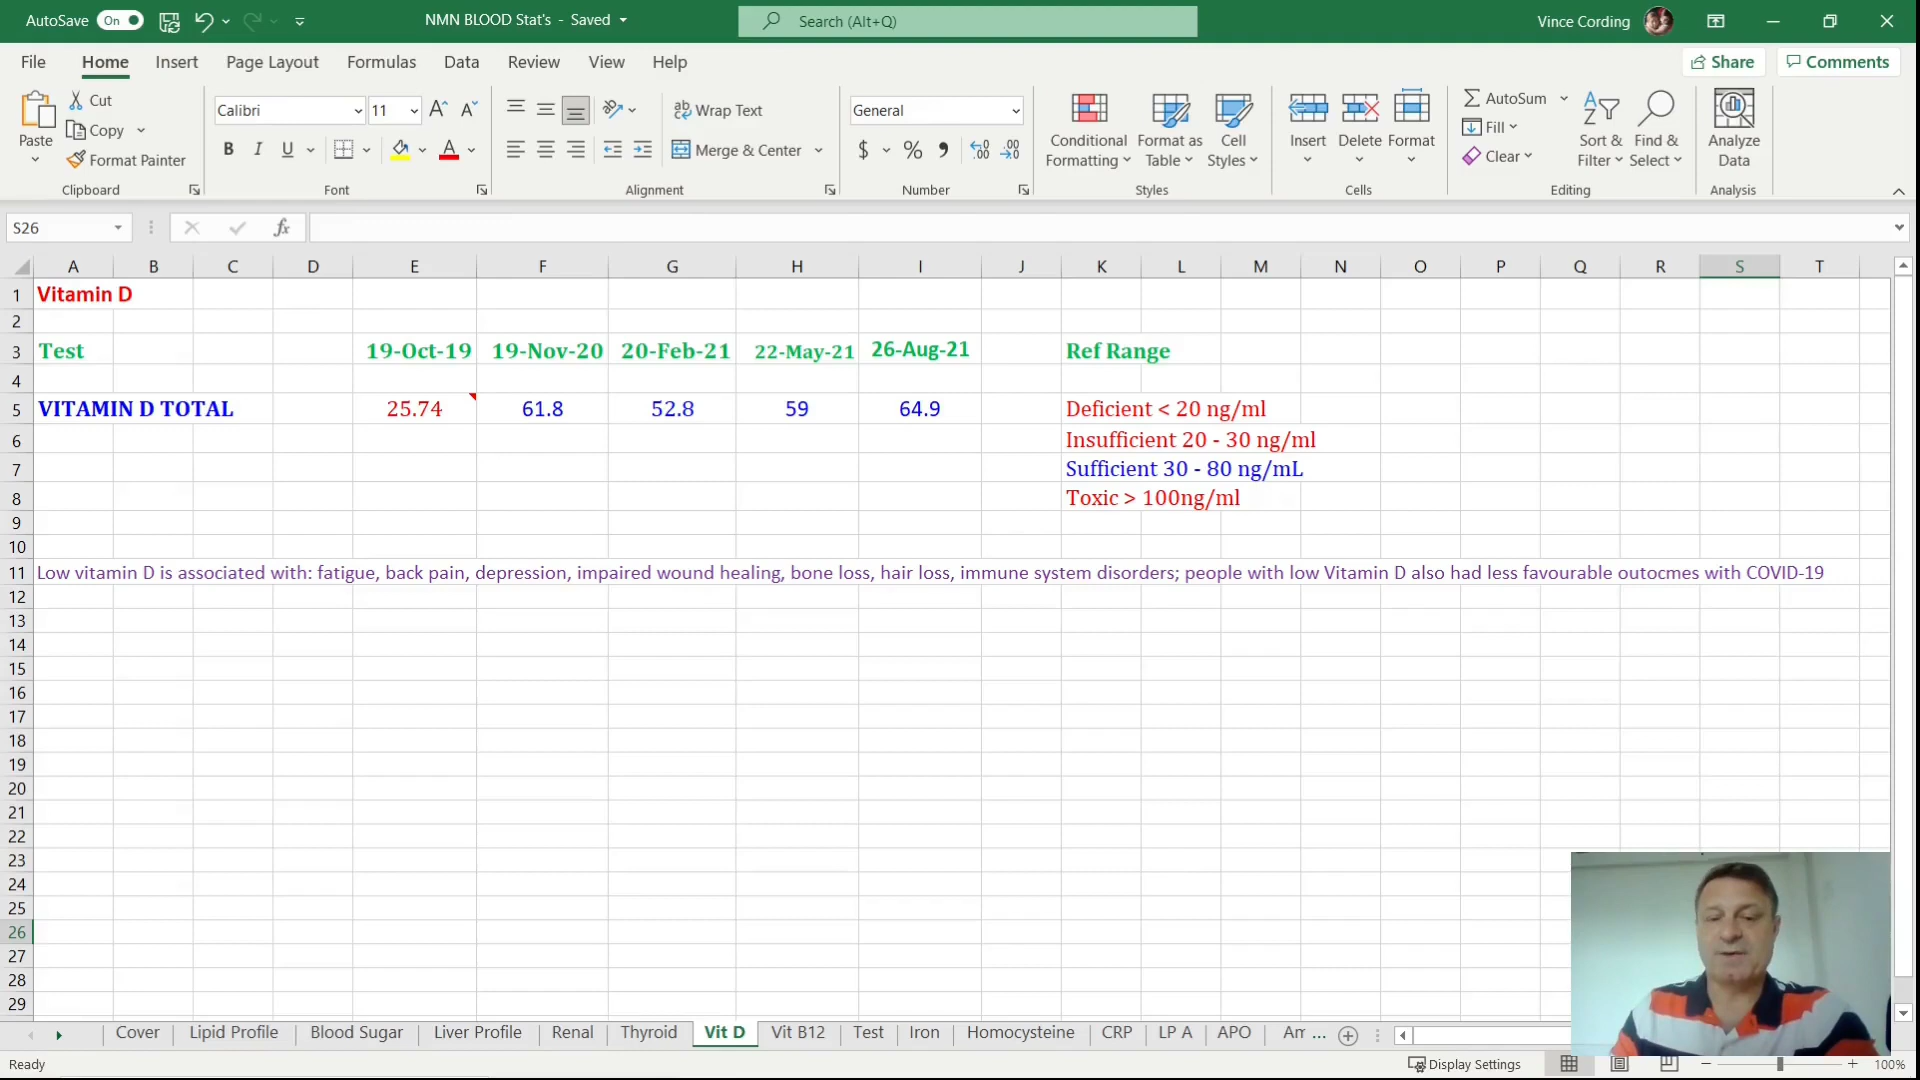 AutoSave On NMN BLOOD Stat's - Saved Search (Alt+Q) Vince Cording
File Home Insert Page Layout Formulas Data Review View Help Share Comments
Paste Cut Copy Format Painter
Calibri 11
B I U A
Wrap Text
Merge & Center
General
$ %
Conditional Formatting
Format as Table
Cell Styles
Insert Delete Format
AutoSum Fill Clear
Sort & Filter
Find & Select
Analyze Data
Clipboard Font Alignment Number Styles Cells Editing Analysis
S26 fx
A B C D E F G H I J K L M N O P Q R S T
1 Vitamin D
2
3 Test 19-Oct-19 19-Nov-20 20-Feb-21 22-May-21 26-Aug-21 Ref Range
4
5 VITAMIN D TOTAL 25.74 61.8 52.8 59 64.9 Deficient < 20 ng/ml
6 Insufficient 20 - 30 ng/ml
7 Sufficient 30 - 80 ng/mL
8 Toxic > 100ng/ml
9
10
11 Low vitamin D is associated with: fatigue, back pain, depression, impaired wound healing, bone loss, hair loss, immune system disorders; people with low Vitamin D also had less favourable outocmes with COVID-19
12
13
14
15
16
17
18
19
20
21
22
23
24
25
26
27
28
29
Cover Lipid Profile Blood Sugar Liver Profile Renal Thyroid Vit D Vit B12 Test Iron Homocysteine CRP LP A APO Am ...
Ready Display Settings 100%